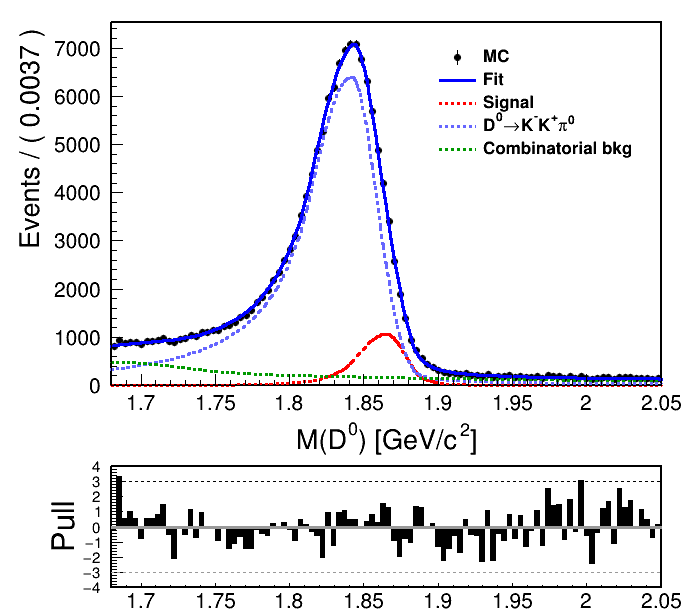 Events / ( 0.0037 )
7000
6000
5000
4000
3000
2000
1000
0
MC
Fit
Signal
D⁰→K⁻K⁺π⁰
Combinatorial bkg
1.7 1.75 1.8 1.85 1.9 1.95 2 2.05
M(D⁰) [GeV/c²]
Pull
4
3
2
1
0
−1
−2
−3
−4
1.7 1.75 1.8 1.85 1.9 1.95 2 2.05